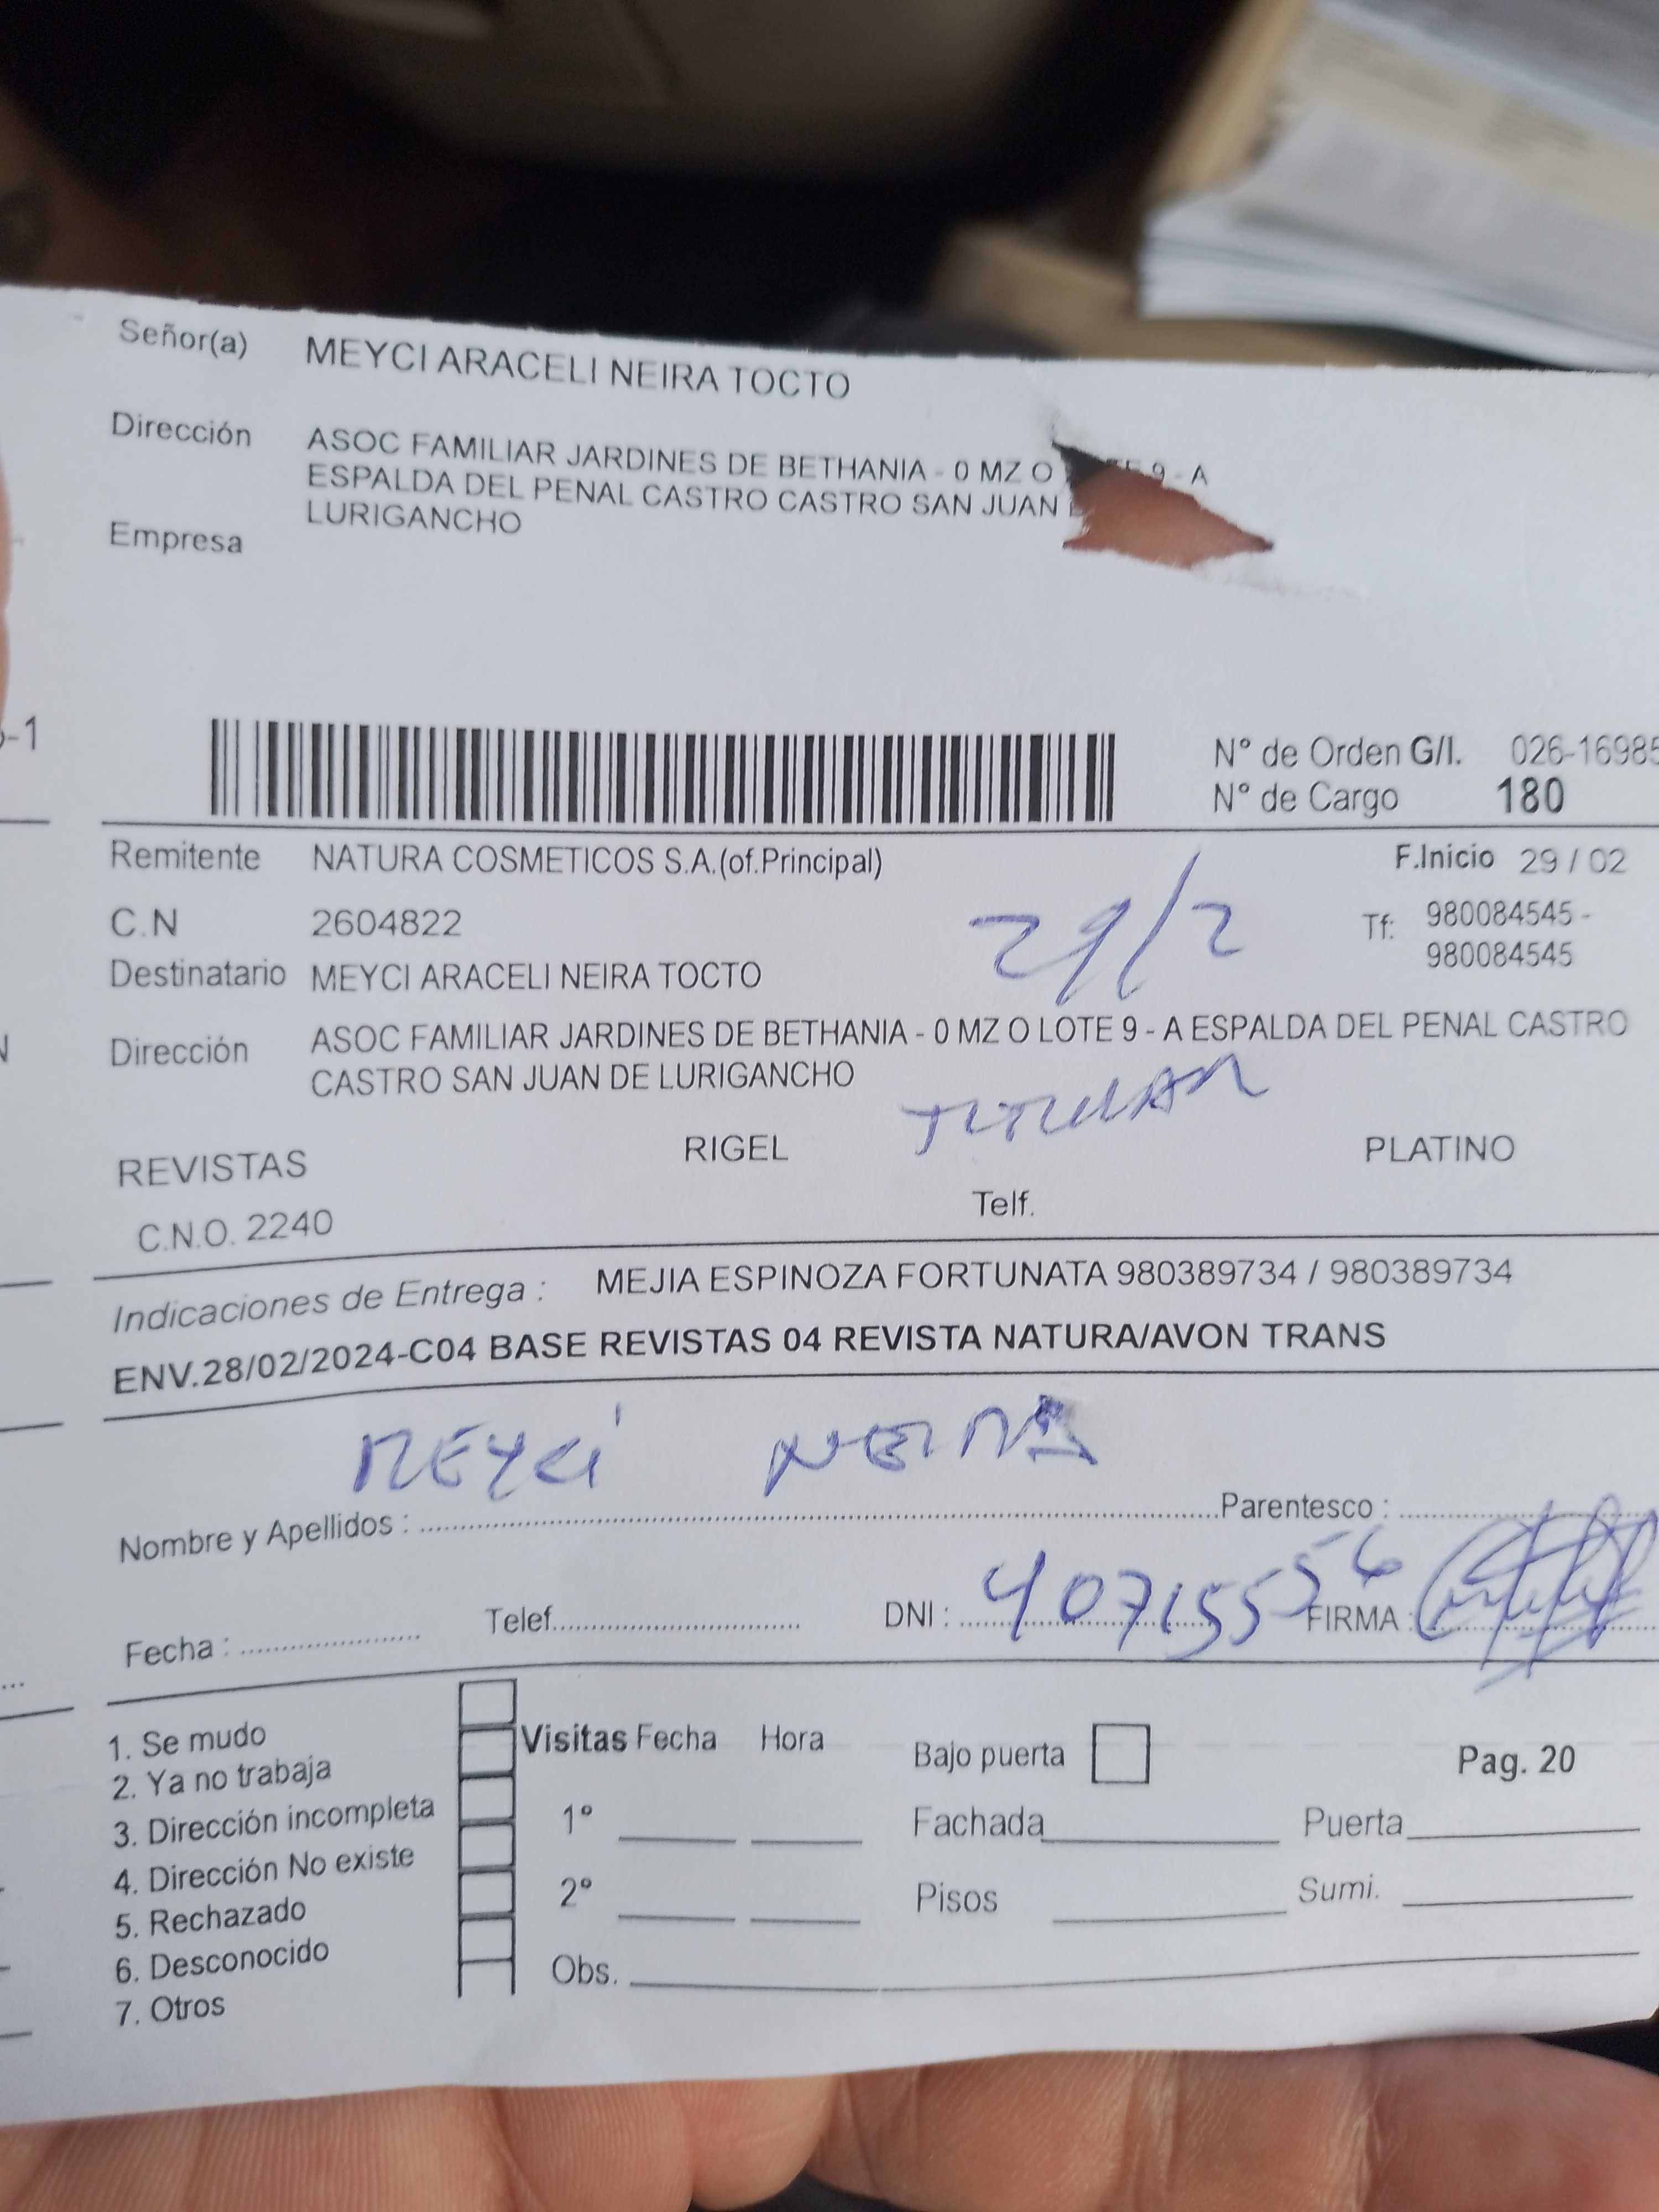 Señor(a) MEYCI ARACELI NEIRA TOCTO
Dirección ASOC FAMILIAR JARDINES DE BETHANIA - 0 MZ O 9 - A
ESPALDA DEL PENAL CASTRO CASTRO SAN JUAN
LURIGANCHO
Empresa
-1
N° de Orden G/I. 026-16985
N° de Cargo 180
Remitente NATURA COSMETICOS S.A.(of.Principal) F.Inicio 29 / 02
C.N 2604822 29/2 Tf: 980084545 -
980084545
Destinatario MEYCI ARACELI NEIRA TOCTO
Dirección ASOC FAMILIAR JARDINES DE BETHANIA - 0 MZ O LOTE 9 - A ESPALDA DEL PENAL CASTRO
CASTRO SAN JUAN DE LURIGANCHO
TITULAR
REVISTAS RIGEL PLATINO
C.N.O. 2240 Telf.
Indicaciones de Entrega : MEJIA ESPINOZA FORTUNATA 980389734 / 980389734
ENV.28/02/2024-C04 BASE REVISTAS 04 REVISTA NATURA/AVON TRANS
MEYCI NEIRA
Nombre y Apellidos : Parentesco :
Fecha : Telef. DNI : 40715556 FIRMA :
1. Se mudo
2. Ya no trabaja
3. Dirección incompleta
4. Dirección No existe
5. Rechazado
6. Desconocido
7. Otros
Visitas Fecha Hora
1°
2°
Obs.
Bajo puerta Pag. 20
Fachada Puerta
Pisos Sumi.